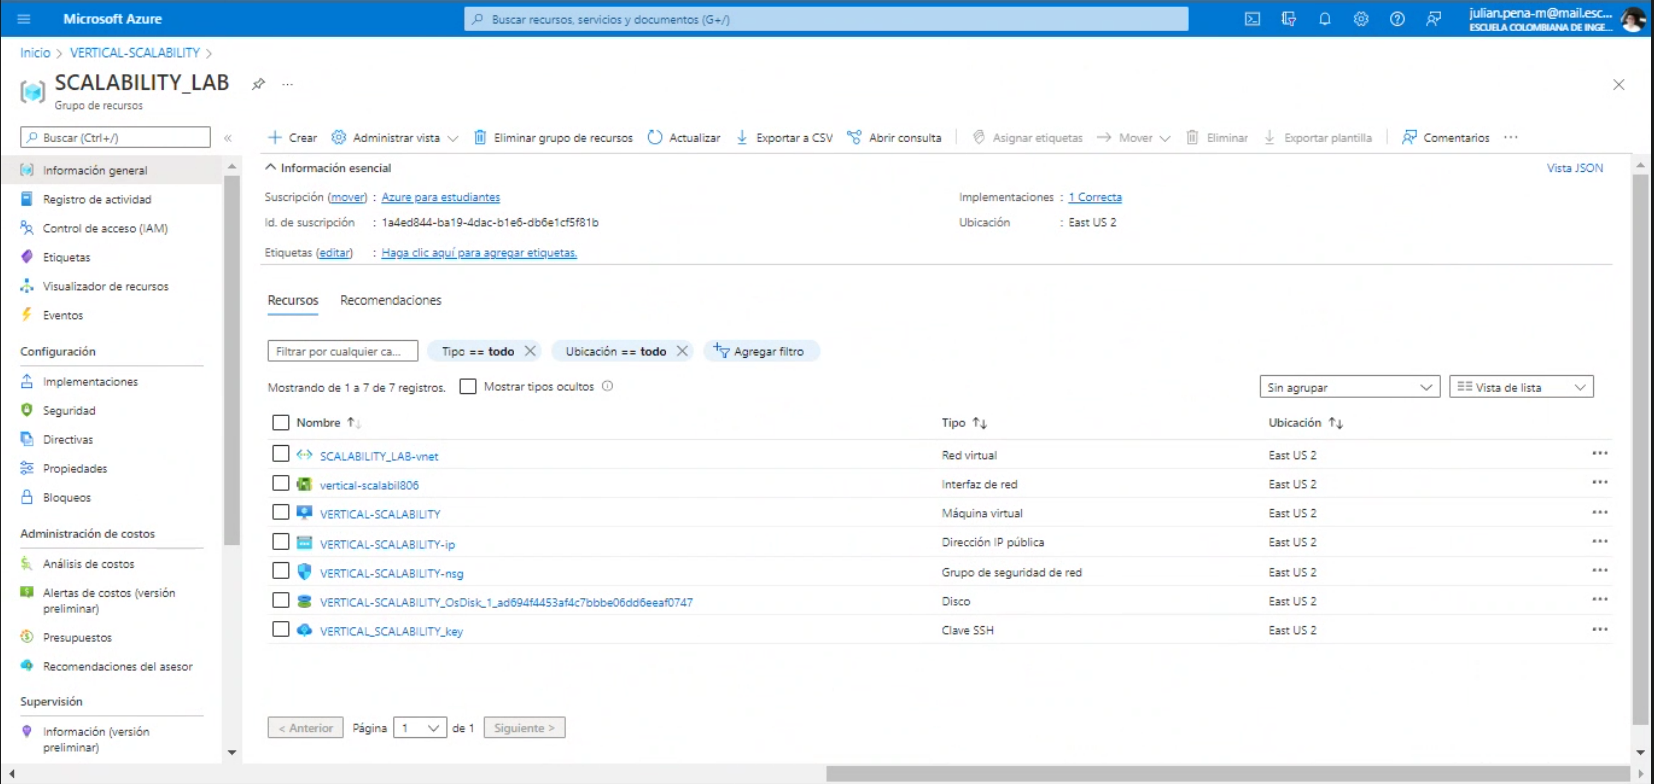 Microsoft Azure
Buscar recursos, servicios y documentos (G+/)
julian.pena-m@mail.esc...
ESCUELA COLOMBIANA DE INGE...
Inicio > VERTICAL-SCALABILITY >
SCALABILITY_LAB
...
Grupo de recursos
Buscar (Ctrl+/)
«
Crear
Administrar vista
Eliminar grupo de recursos
Actualizar
Exportar a CSV
Abrir consulta
Asignar etiquetas
Mover
Eliminar
Exportar plantilla
Comentarios
...
Información general
Registro de actividad
Control de acceso (IAM)
Etiquetas
Visualizador de recursos
Eventos
Configuración
Implementaciones
Seguridad
Directivas
Propiedades
Bloqueos
Administración de costos
Análisis de costos
Alertas de costos (versión
preliminar)
Presupuestos
Recomendaciones del asesor
Supervisión
Información (versión
preliminar)
Información esencial
Vista JSON
Suscripción (mover) : Azure para estudiantes
Implementaciones : 1 Correcta
Id. de suscripción : 1a4ed844-ba19-4dac-b1e6-db6e1cf5f81b
Ubicación : East US 2
Etiquetas (editar) : Haga clic aquí para agregar etiquetas.
Recursos Recomendaciones
Filtrar por cualquier ca...
Tipo == todo
Ubicación == todo
Agregar filtro
Mostrando de 1 a 7 de 7 registros.
Mostrar tipos ocultos
Sin agrupar
Vista de lista
Nombre ↑↓ Tipo ↑↓ Ubicación ↑↓
SCALABILITY_LAB-vnet Red virtual East US 2 ...
vertical-scalabil806 Interfaz de red East US 2 ...
VERTICAL-SCALABILITY Máquina virtual East US 2 ...
VERTICAL-SCALABILITY-ip Dirección IP pública East US 2 ...
VERTICAL-SCALABILITY-nsg Grupo de seguridad de red East US 2 ...
VERTICAL-SCALABILITY_OsDisk_1_ad694f4453af4c7bbbe06dd6eeaf0747 Disco East US 2 ...
VERTICAL_SCALABILITY_key Clave SSH East US 2 ...
< Anterior Página 1 de 1 Siguiente >